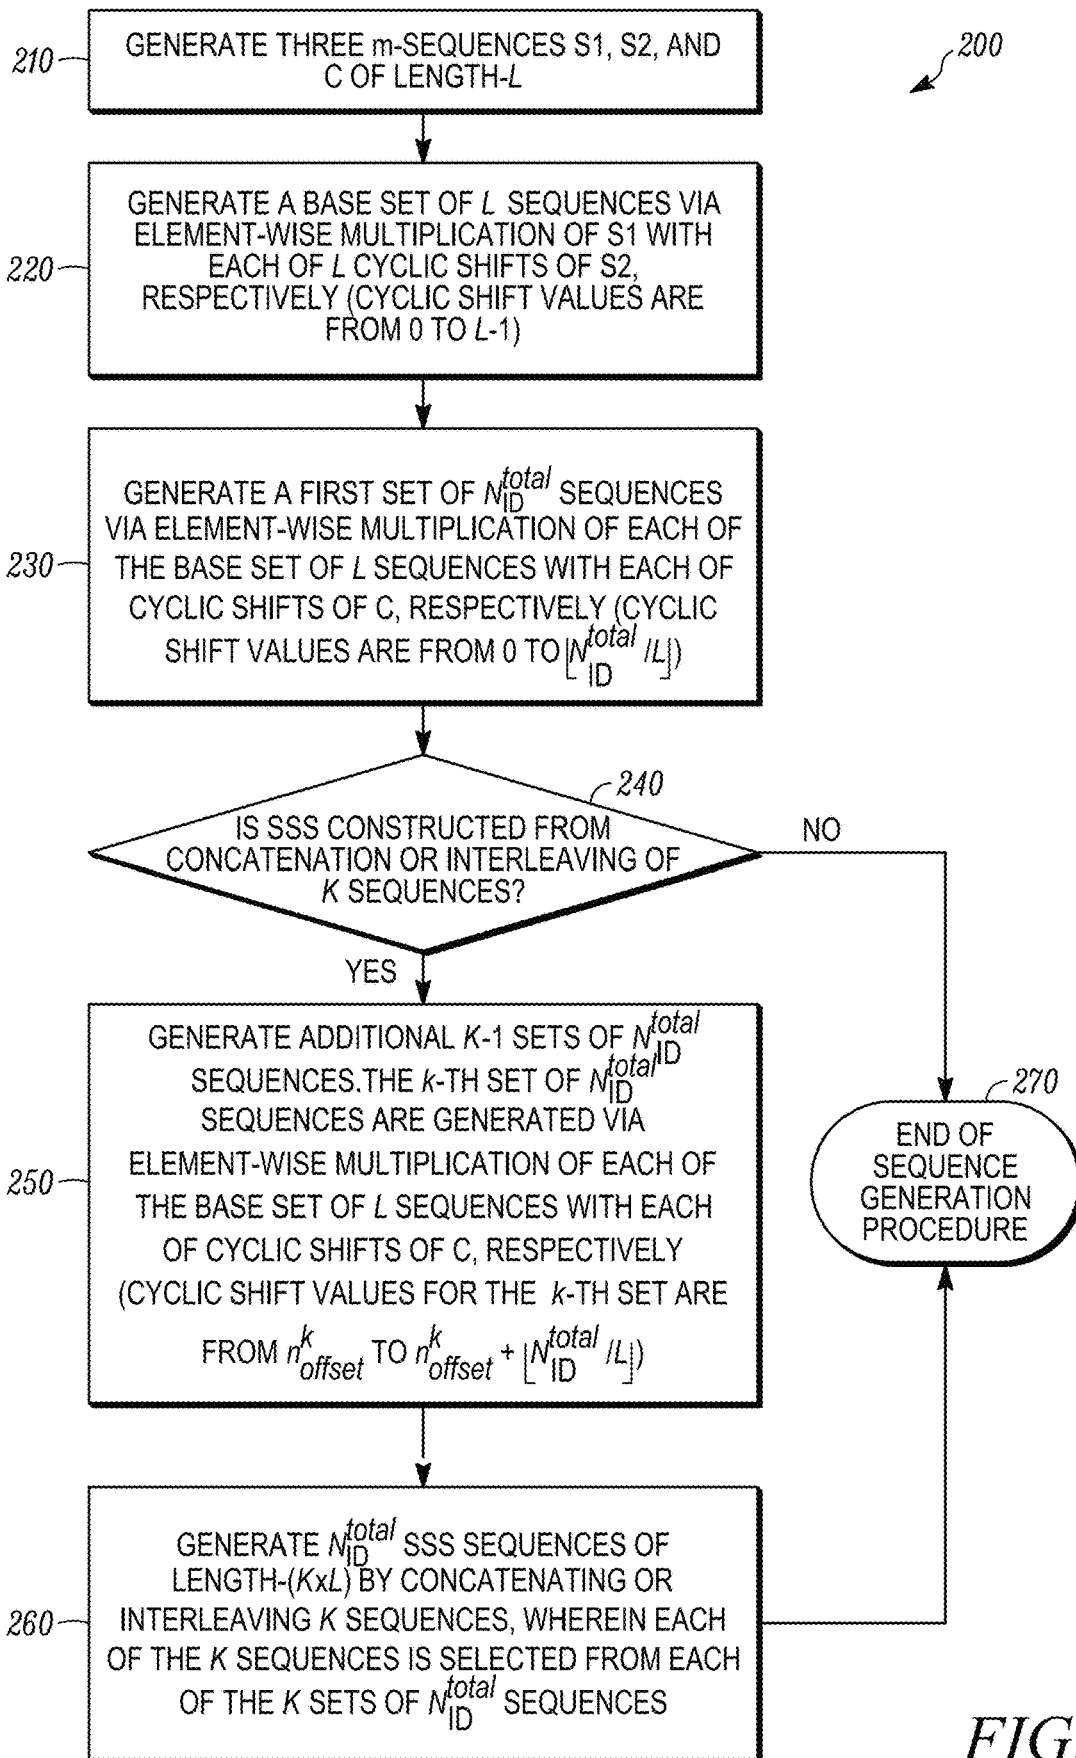 200
210
GENERATE THREE m-SEQUENCES S1, S2, AND
C OF LENGTH-L
220
GENERATE A BASE SET OF L SEQUENCES VIA
ELEMENT-WISE MULTIPLICATION OF S1 WITH
EACH OF L CYCLIC SHIFTS OF S2,
RESPECTIVELY (CYCLIC SHIFT VALUES ARE
FROM 0 TO L-1)
230
GENERATE A FIRST SET OF N_ID^total SEQUENCES
VIA ELEMENT-WISE MULTIPLICATION OF EACH OF
THE BASE SET OF L SEQUENCES WITH EACH OF
CYCLIC SHIFTS OF C, RESPECTIVELY (CYCLIC
SHIFT VALUES ARE FROM 0 TO ⌊N_ID^total /L⌋)
240
IS SSS CONSTRUCTED FROM
CONCATENATION OR INTERLEAVING OF
K SEQUENCES?
NO
YES
250
GENERATE ADDITIONAL K-1 SETS OF N_ID^total
SEQUENCES.THE k-TH SET OF N_ID^total
SEQUENCES ARE GENERATED VIA
ELEMENT-WISE MULTIPLICATION OF EACH OF
THE BASE SET OF L SEQUENCES WITH EACH
OF CYCLIC SHIFTS OF C, RESPECTIVELY
(CYCLIC SHIFT VALUES FOR THE k-TH SET ARE
FROM n_offset^k TO n_offset^k + ⌊N_ID^total /L⌋)
270
END OF
SEQUENCE
GENERATION
PROCEDURE
260
GENERATE N_ID^total SSS SEQUENCES OF
LENGTH-(KxL) BY CONCATENATING OR
INTERLEAVING K SEQUENCES, WHEREIN EACH
OF THE K SEQUENCES IS SELECTED FROM EACH
OF THE K SETS OF N_ID^total SEQUENCES
FIG